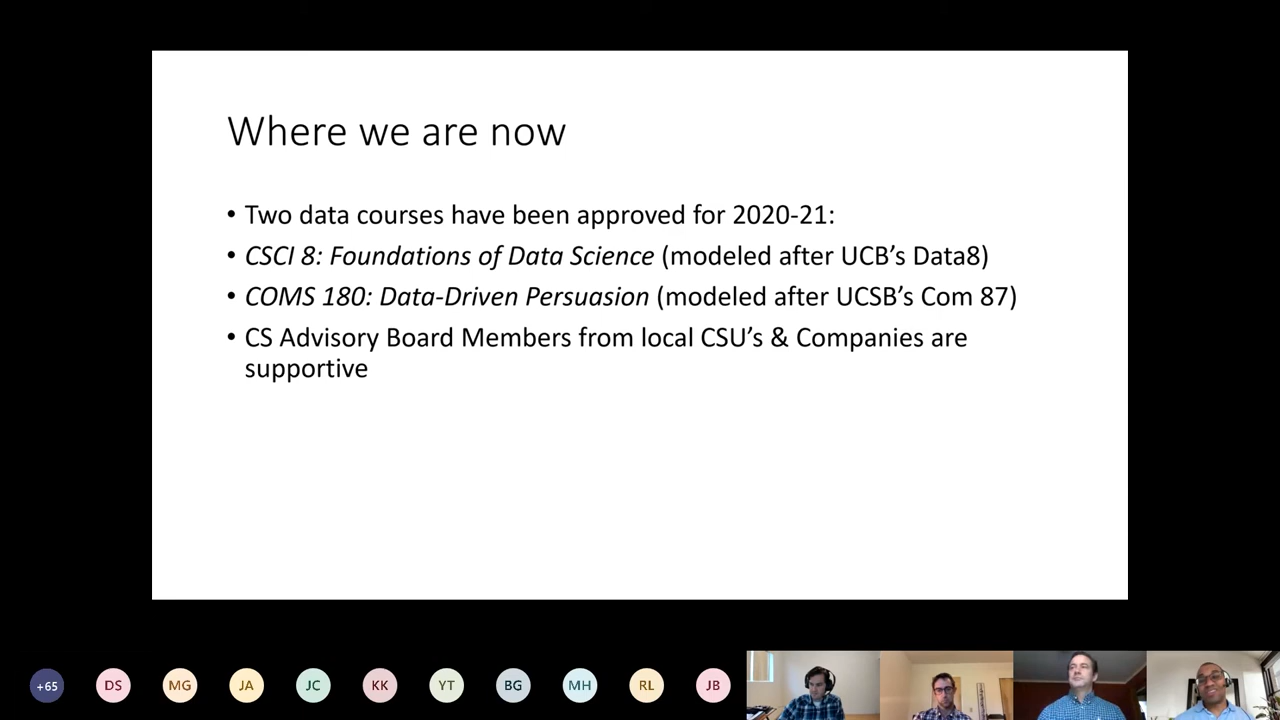 Where we are now
• Two data courses have been approved for 2020-21:
• CSCI 8: Foundations of Data Science (modeled after UCB’s Data8)
• COMS 180: Data-Driven Persuasion (modeled after UCSB’s Com 87)
• CS Advisory Board Members from local CSU’s & Companies are
supportive
+65 DS MG JA JC KK YT BG MH RL JB